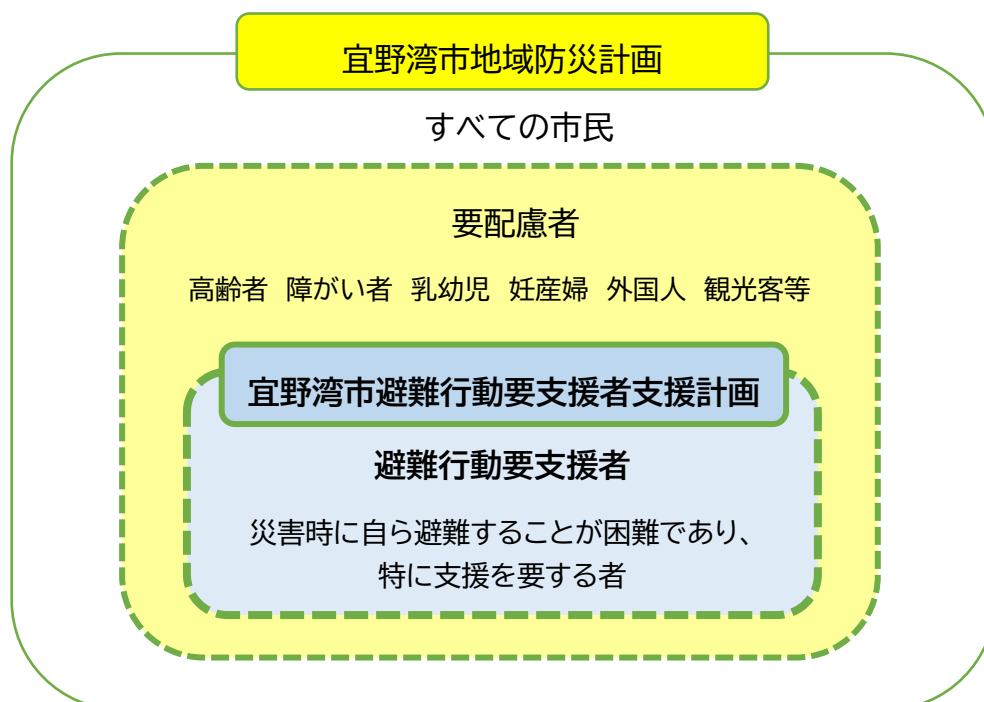 宜野湾市地域防災計画
すべての市民
要配慮者
高齢者 障がい者 乳幼児 妊産婦 外国人 観光客等
宜野湾市避難行動要支援者支援計画
避難行動要支援者
災害時に自ら避難することが困難であり、
特に支援を要する者